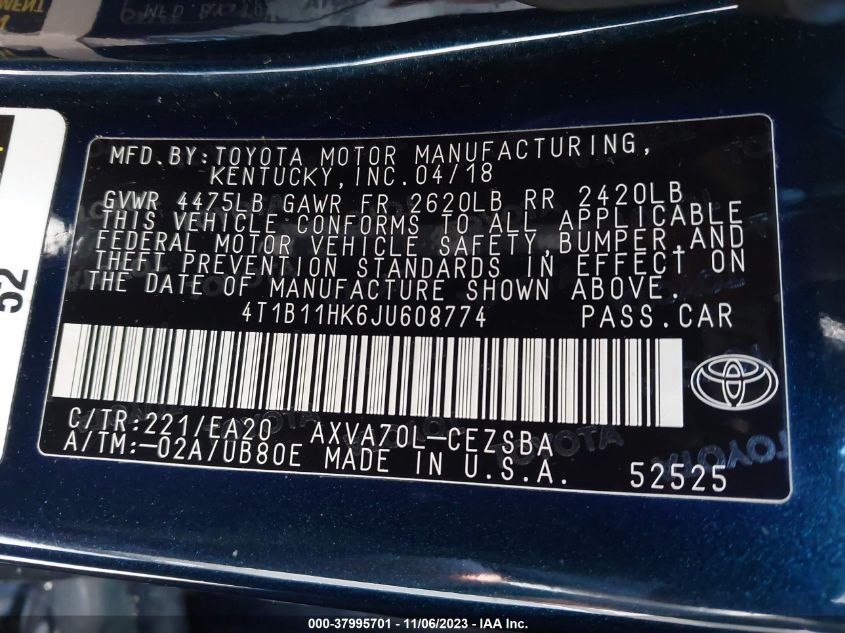 MFD.BY:TOYOTA MOTOR MANUFACTURING,
KENTUCKY,INC.04/18
GVWR 4475LB GAWR FR 2620LB RR 2420LB
THIS VEHICLE CONFORMS TO ALL APPLICABLE
FEDERAL MOTOR VEHICLE SAFETY,BUMPER,AND
THEFT PREVENTION STANDARDS IN EFFECT ON
THE DATE OF MANUFACTURE SHOWN ABOVE.
4T1B11HK6JU608774 PASS.CAR
C/TR:221/EA20 AXVA70L-CEZSBA
A/TM:-02A/UB80E MADE IN U.S.A. 52525
52
000-37995701 - 11/06/2023 - COPYRIGHT IAA, LLC.